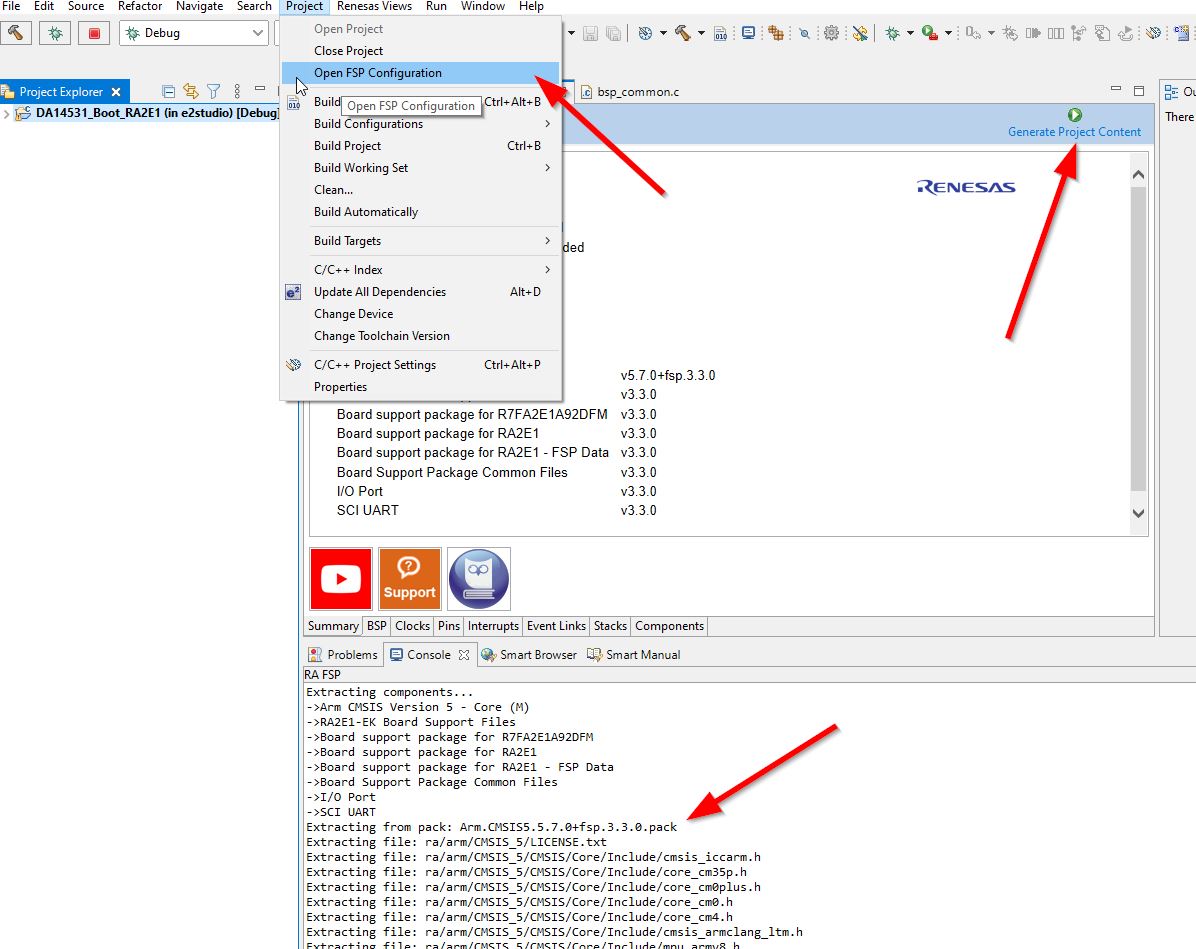 File Edit Source Refactor Navigate Search Project Renesas Views Run Window Help
Debug
Open Project
Close Project
Open FSP Configuration
Open FSP Configuration
Build
Ctrl+Alt+B
Build Configurations
Build Project Ctrl+B
Build Working Set
Clean...
Build Automatically
Build Targets
C/C++ Index
Update All Dependencies Alt+D
Change Device
Change Toolchain Version
C/C++ Project Settings Ctrl+Alt+P
Properties
Project Explorer
DA14531_Boot_RA2E1 (in e2studio) [Debug]
bsp_common.c
Generate Project Content
Ou
There
RENESAS
ded
v5.7.0+fsp.3.3.0
v3.3.0
Board support package for R7FA2E1A92DFM v3.3.0
Board support package for RA2E1 v3.3.0
Board support package for RA2E1 - FSP Data v3.3.0
Board Support Package Common Files v3.3.0
I/O Port v3.3.0
SCI UART v3.3.0
Support
Summary BSP Clocks Pins Interrupts Event Links Stacks Components
Problems Console Smart Browser Smart Manual
RA FSP
Extracting components...
->Arm CMSIS Version 5 - Core (M)
->RA2E1-EK Board Support Files
->Board support package for R7FA2E1A92DFM
->Board support package for RA2E1
->Board support package for RA2E1 - FSP Data
->Board Support Package Common Files
->I/O Port
->SCI UART
Extracting from pack: Arm.CMSIS5.5.7.0+fsp.3.3.0.pack
Extracting file: ra/arm/CMSIS_5/LICENSE.txt
Extracting file: ra/arm/CMSIS_5/CMSIS/Core/Include/cmsis_iccarm.h
Extracting file: ra/arm/CMSIS_5/CMSIS/Core/Include/core_cm35p.h
Extracting file: ra/arm/CMSIS_5/CMSIS/Core/Include/core_cm0plus.h
Extracting file: ra/arm/CMSIS_5/CMSIS/Core/Include/core_cm0.h
Extracting file: ra/arm/CMSIS_5/CMSIS/Core/Include/core_cm4.h
Extracting file: ra/arm/CMSIS_5/CMSIS/Core/Include/cmsis_armclang_ltm.h
Extracting file: ra/arm/CMSIS_5/CMSIS/Core/Include/mpu_armv8.h